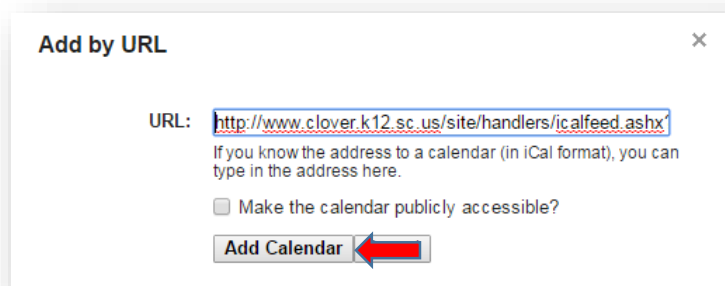 Add by URL ×
URL: http://www.clover.k12.sc.us/site/handlers/icalfeed.ashx?
If you know the address to a calendar (in iCal format), you can
type in the address here.
Make the calendar publicly accessible?
Add Calendar